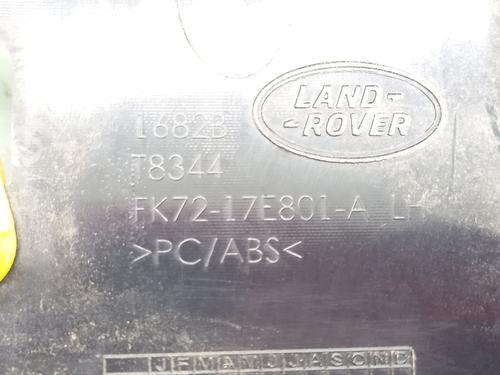 LAND-
-ROVER
1682B
T8344
FK72-17E801-A LH
>PC/ABS<
JFMAMJJASOND